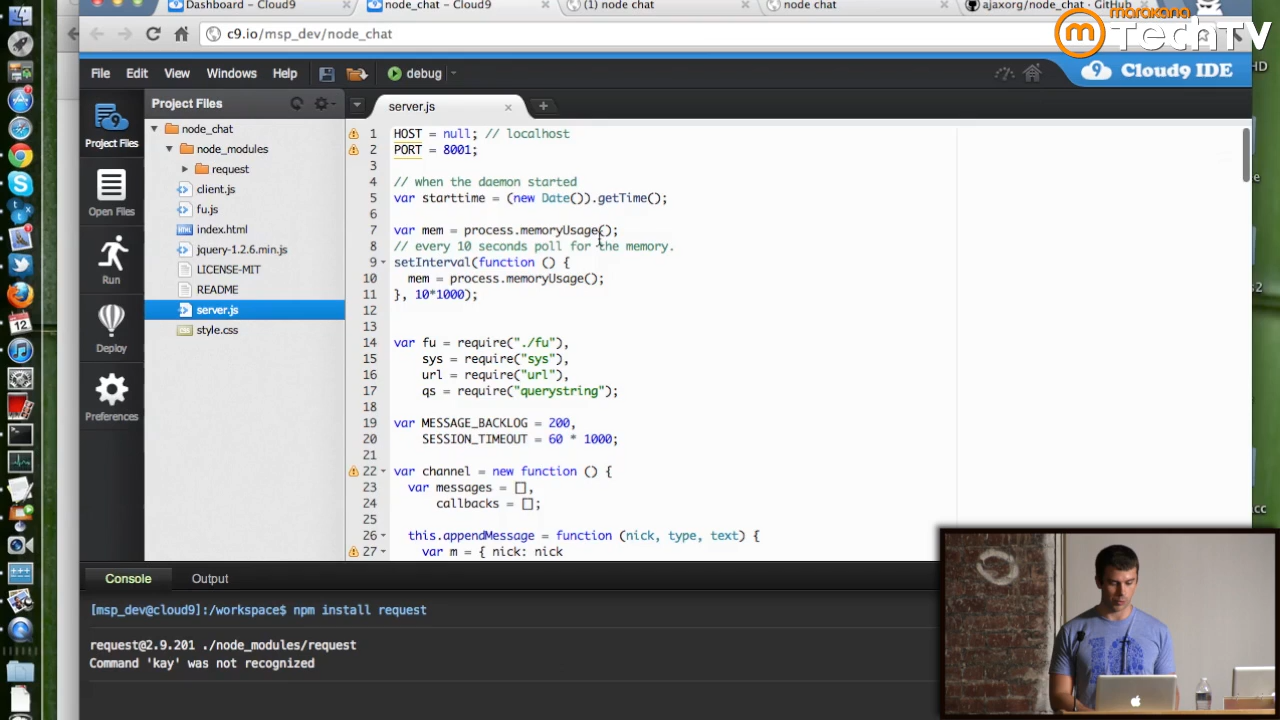 Dashboard – Cloud9
node_chat – Cloud9
(1) node chat
node chat
ajaxorg/node_chat · GitHub
marakana
m TechTV
c9.io/msp_dev/node_chat
HD
File Edit View Windows Help debug
9 Cloud9 IDE
Project Files
server.js
Project Files
Open Files
Run
Deploy
Preferences
node_chat
node_modules
request
client.js
fu.js
index.html
jquery-1.2.6.min.js
LICENSE-MIT
README
server.js
style.css
12
1 HOST = null; // localhost
2 PORT = 8001;
3
4 // when the daemon started
5 var starttime = (new Date()).getTime();
6
7 var mem = process.memoryUsage();
8 // every 10 seconds poll for the memory.
9 setInterval(function () {
10 mem = process.memoryUsage();
11 }, 10*1000);
12
13
14 var fu = require("./fu"),
15 sys = require("sys"),
16 url = require("url"),
17 qs = require("querystring");
18
19 var MESSAGE_BACKLOG = 200,
20 SESSION_TIMEOUT = 60 * 1000;
21
22 var channel = new function () {
23 var messages = [],
24 callbacks = [];
25
26 this.appendMessage = function (nick, type, text) {
27 var m = { nick: nick
Console Output
[msp_dev@cloud9]:/workspace$ npm install request
request@2.9.201 ./node_modules/request
Command 'kay' was not recognized